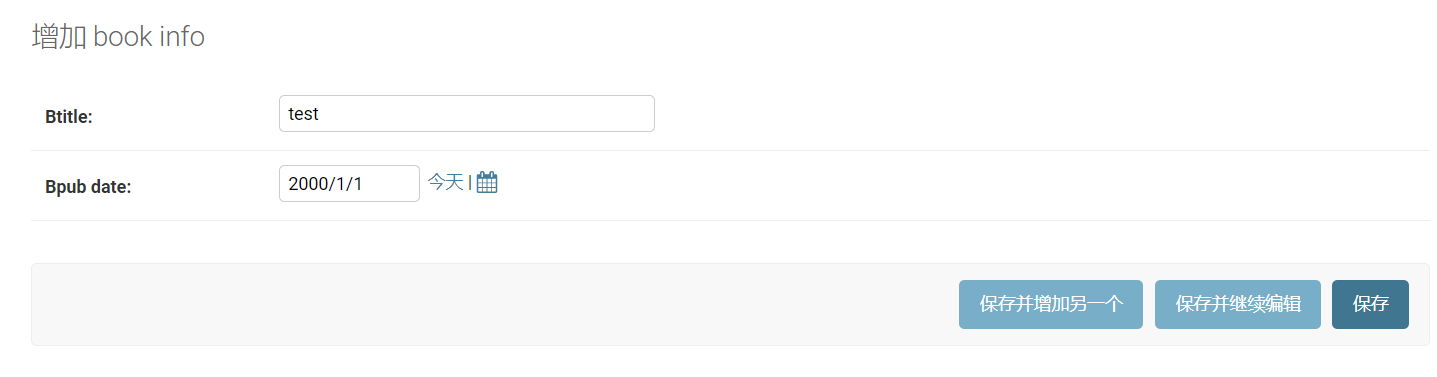 增加 book info
Btitle:
test
Bpub date:
2000/1/1
今天 |
保存并增加另一个
保存并继续编辑
保存